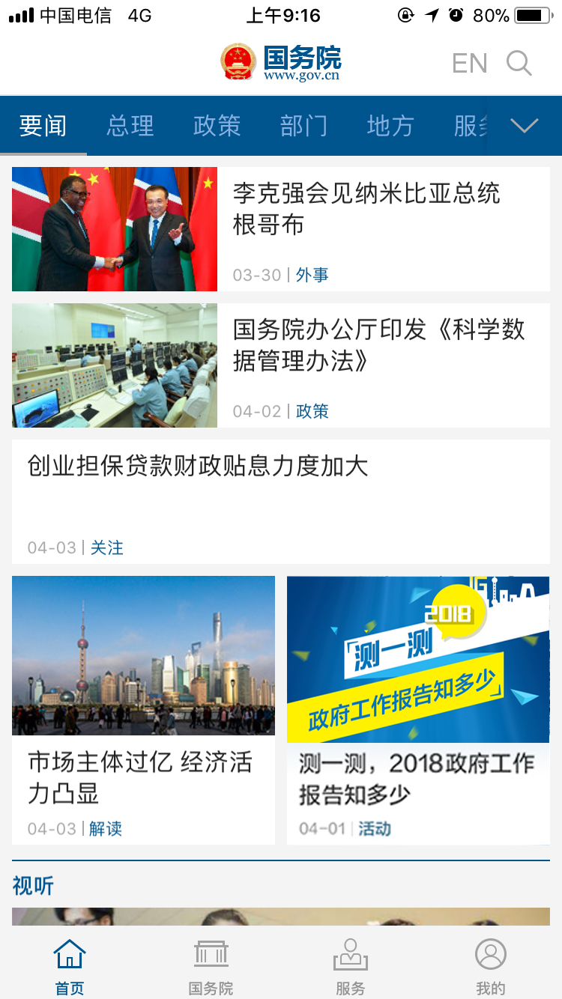 中国电信 4G 上午9:16 80%
国务院
www.gov.cn
EN
要闻 总理 政策 部门 地方 服务
李克强会见纳米比亚总统
根哥布
03-30 外事
国务院办公厅印发《科学数
据管理办法》
04-02 政策
创业担保贷款财政贴息力度加大
04-03 关注
2018
「测一测
政府工作报告知多少」
市场主体过亿 经济活
力凸显
04-03 解读
测一测，2018政府工作
报告知多少
04-01 活动
视听
首页 国务院 服务 我的